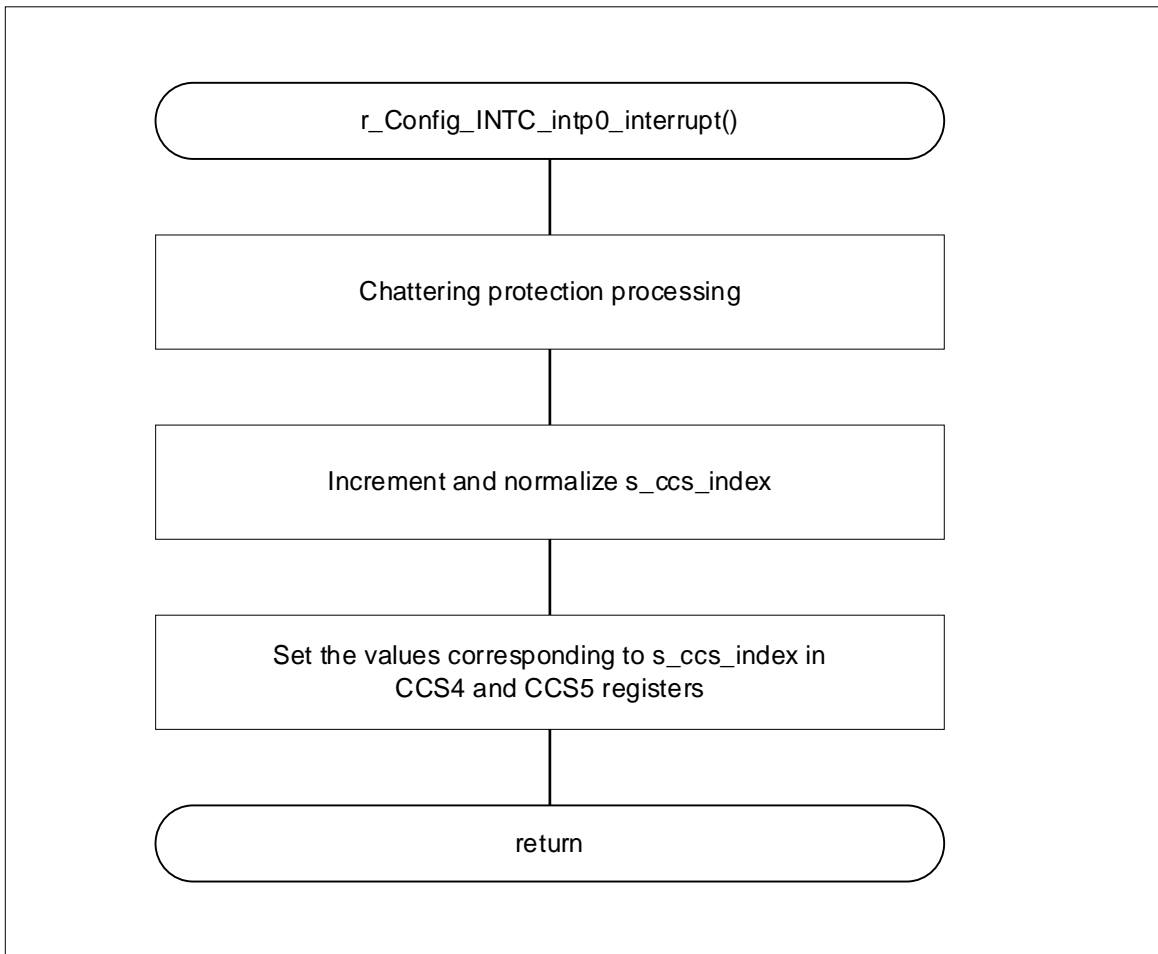 r_Config_INTC_intp0_interrupt()
Chattering protection processing
Increment and normalize s_ccs_index
Set the values corresponding to s_ccs_index in
CCS4 and CCS5 registers
return